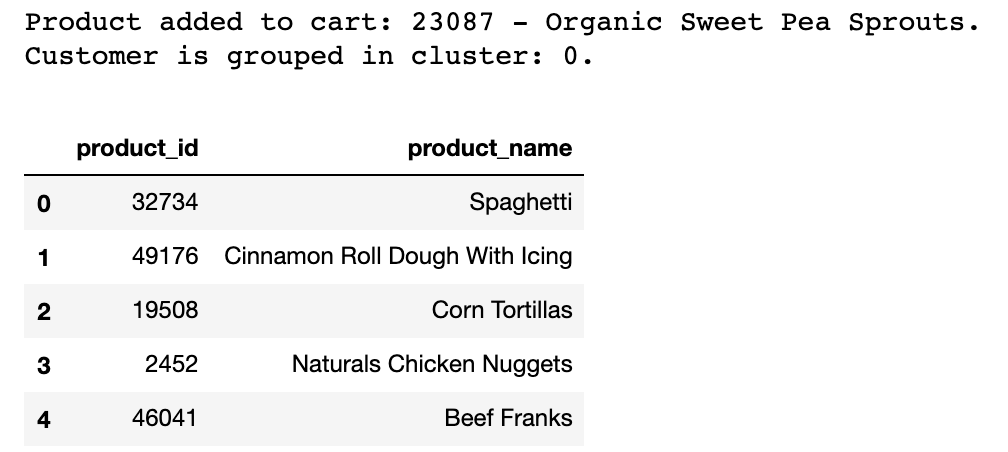 Product added to cart: 23087 - Organic Sweet Pea Sprouts.
Customer is grouped in cluster: 0.
product_id product_name
0 32734 Spaghetti
1 49176 Cinnamon Roll Dough With Icing
2 19508 Corn Tortillas
3 2452 Naturals Chicken Nuggets
4 46041 Beef Franks